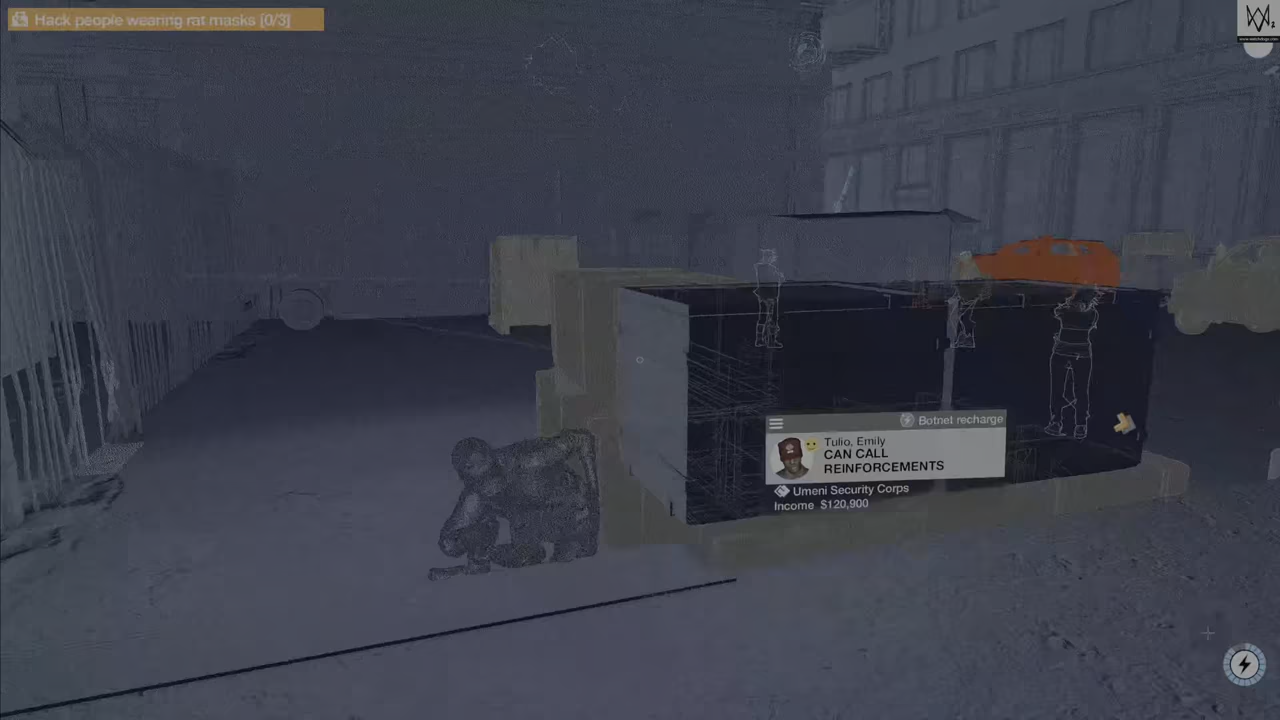 Hack people wearing rat masks [0/3]
Botnet recharge
Tulio, Emily
CAN CALL
REINFORCEMENTS
Umeni Security Corps
Income $120,900